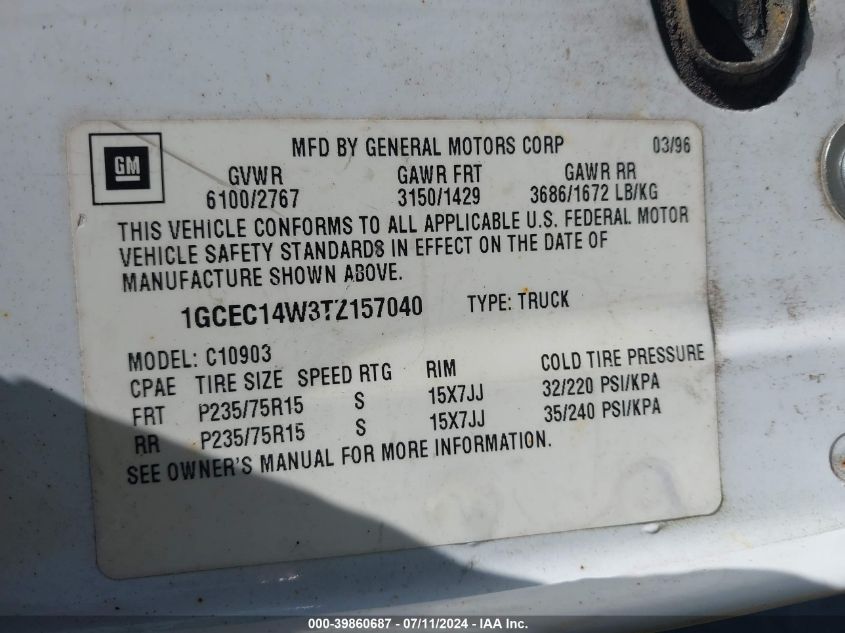 GM
MFD BY GENERAL MOTORS CORP 03/96
GVWR GAWR FRT GAWR RR
6100/2767 3150/1429 3686/1672 LB/KG
THIS VEHICLE CONFORMS TO ALL APPLICABLE U.S. FEDERAL MOTOR
VEHICLE SAFETY STANDARDS IN EFFECT ON THE DATE OF
MANUFACTURE SHOWN ABOVE.
1GCEC14W3TZ157040 TYPE: TRUCK
MODEL: C10903
CPAE TIRE SIZE SPEED RTG RIM COLD TIRE PRESSURE
FRT P235/75R15 S 15X7JJ 32/220 PSI/KPA
RR P235/75R15 S 15X7JJ 35/240 PSI/KPA
SEE OWNER'S MANUAL FOR MORE INFORMATION.
000-39860687 - 07/11/2024 - IAA Inc.